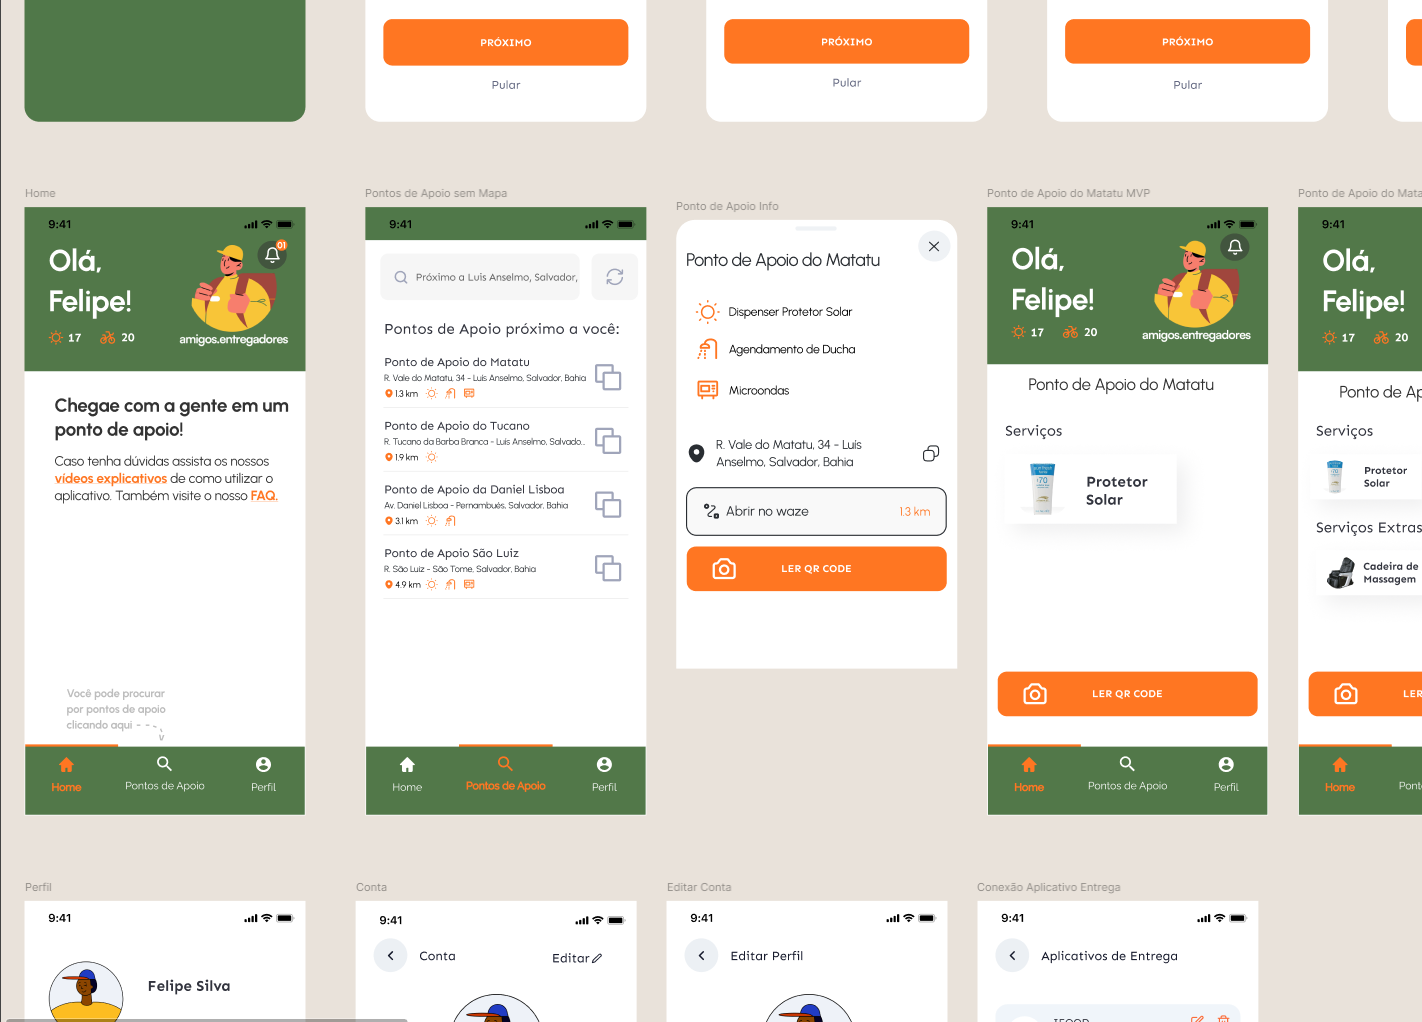 PRÓXIMO
Pular
PRÓXIMO
Pular
PRÓXIMO
Pular
Home
9:41
Olá,
Felipe!
01
17
20
amigos.entregadores
Chegae com a gente em um
ponto de apoio!
Caso tenha dúvidas assista os nossos
vídeos explicativos de como utilizar o
aplicativo. Também visite o nosso FAQ.
Você pode procurar
por pontos de apoio
clicando aqui
Home
Pontos de Apoio
Perfil
Pontos de Apoio sem Mapa
9:41
Próximo a Luis Anselmo, Salvador,
Pontos de Apoio próximo a você:
Ponto de Apoio do Matatu
R. Vale do Matatu, 34 - Luis Anselmo, Salvador, Bahia
1.3 km
Ponto de Apoio do Tucano
R. Tucano da Barba Branca - Luis Anselmo, Salvado...
1.9 km
Ponto de Apoio da Daniel Lisboa
Av. Daniel Lisboa - Pernambués, Salvador, Bahia
3.1 km
Ponto de Apoio São Luiz
R. São Luiz - São Tome, Salvador, Bahia
4.9 km
Home
Pontos de Apoio
Perfil
Ponto de Apoio Info
Ponto de Apoio do Matatu
Dispenser Protetor Solar
Agendamento de Ducha
Microondas
R. Vale do Matatu, 34 - Luis
Anselmo, Salvador, Bahia
Abrir no waze
1.3 km
LER QR CODE
Ponto de Apoio do Matatu MVP
9:41
Olá,
Felipe!
17
20
amigos.entregadores
Ponto de Apoio do Matatu
Serviços
70
Protetor
Solar
LER QR CODE
Home
Pontos de Apoio
Perfil
Ponto de Apoio do Mata
9:41
Olá,
Felipe!
17
20
Ponto de Ap
Serviços
70
Protetor
Solar
Serviços Extras
Cadeira de
Massagem
LER
Home
Pont
Perfil
9:41
Felipe Silva
Conta
9:41
Conta
Editar
Editar Conta
9:41
Editar Perfil
Conexão Aplicativo Entrega
9:41
Aplicativos de Entrega
IFOOD